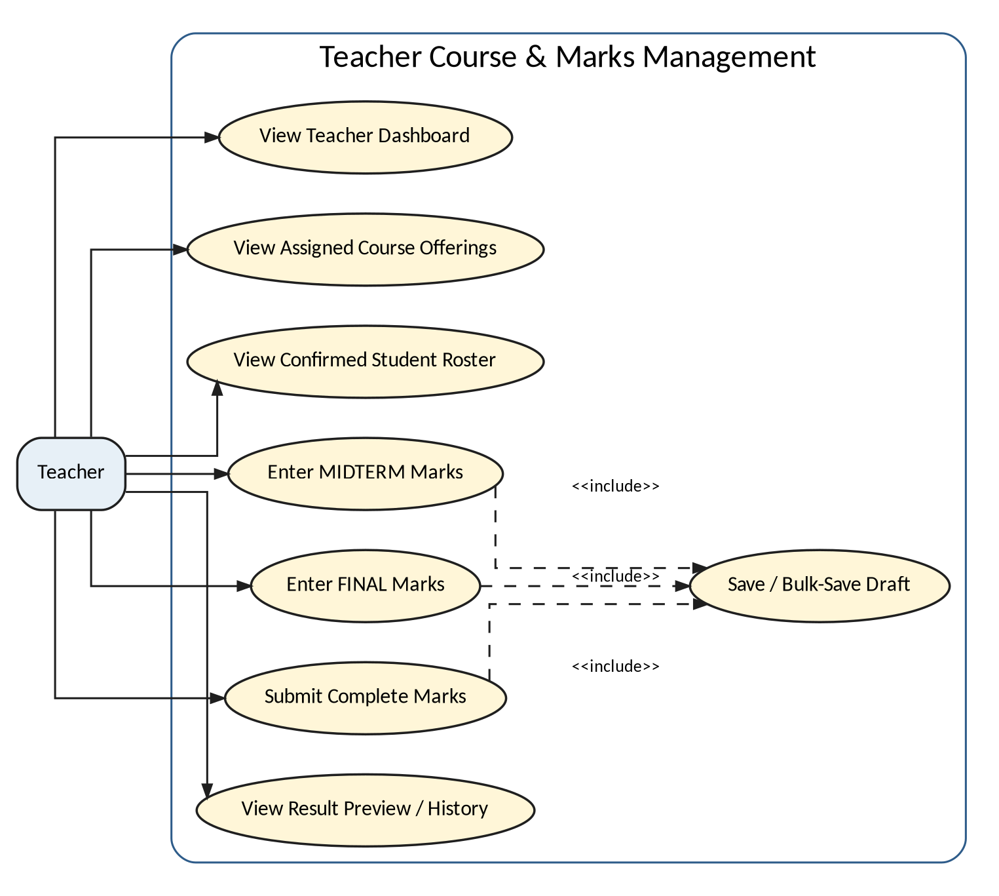 Teacher Course & Marks Management
View Teacher Dashboard
View Assigned Course Offerings
View Confirmed Student Roster
Teacher
Enter MIDTERM Marks
<<include>>
Enter FINAL Marks
<<include>>
Save / Bulk-Save Draft
<<include>>
Submit Complete Marks
View Result Preview / History